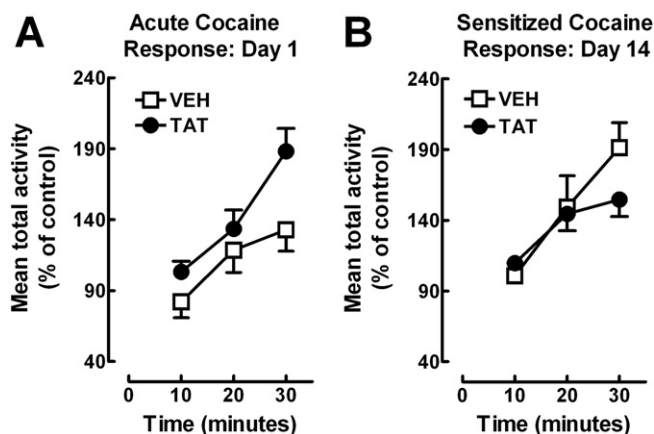 A
Acute Cocaine
Response: Day 1
240
190
140
90
40
Mean total activity
(% of control)
VEH
TAT
0
10
20
30
Time (minutes)
B
Sensitized Cocaine
Response: Day 14
240
190
140
90
40
Mean total activity
(% of control)
VEH
TAT
0
10
20
30
Time (minutes)